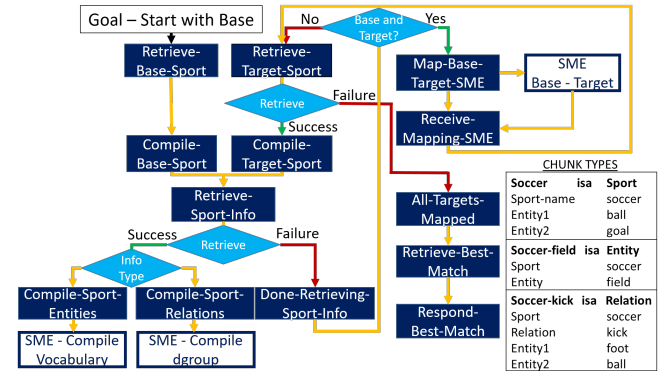 Goal – Start with Base
No
Base and
Target?
Yes
Retrieve-
Base-Sport
Retrieve-
Target-Sport
Map-Base-
Target-SME
SME
Base - Target
Retrieve
Failure
Success
Receive-
Mapping-SME
Compile-
Base-Sport
Compile-
Target-Sport
Retrieve-
Sport-Info
All-Targets-
Mapped
Success
Retrieve
Failure
Info
Type
Retrieve-Best-
Match
Compile-Sport-
Entities
Compile-Sport-
Relations
Done-Retrieving-
Sport-Info
Respond-
Best-Match
SME - Compile
Vocabulary
SME - Compile
dgroup
CHUNK TYPES
Soccer isa Sport
Sport-name soccer
Entity1 ball
Entity2 goal
Soccer-field isa Entity
Sport soccer
Entity field
Soccer-kick isa Relation
Sport soccer
Relation kick
Entity1 foot
Entity2 ball